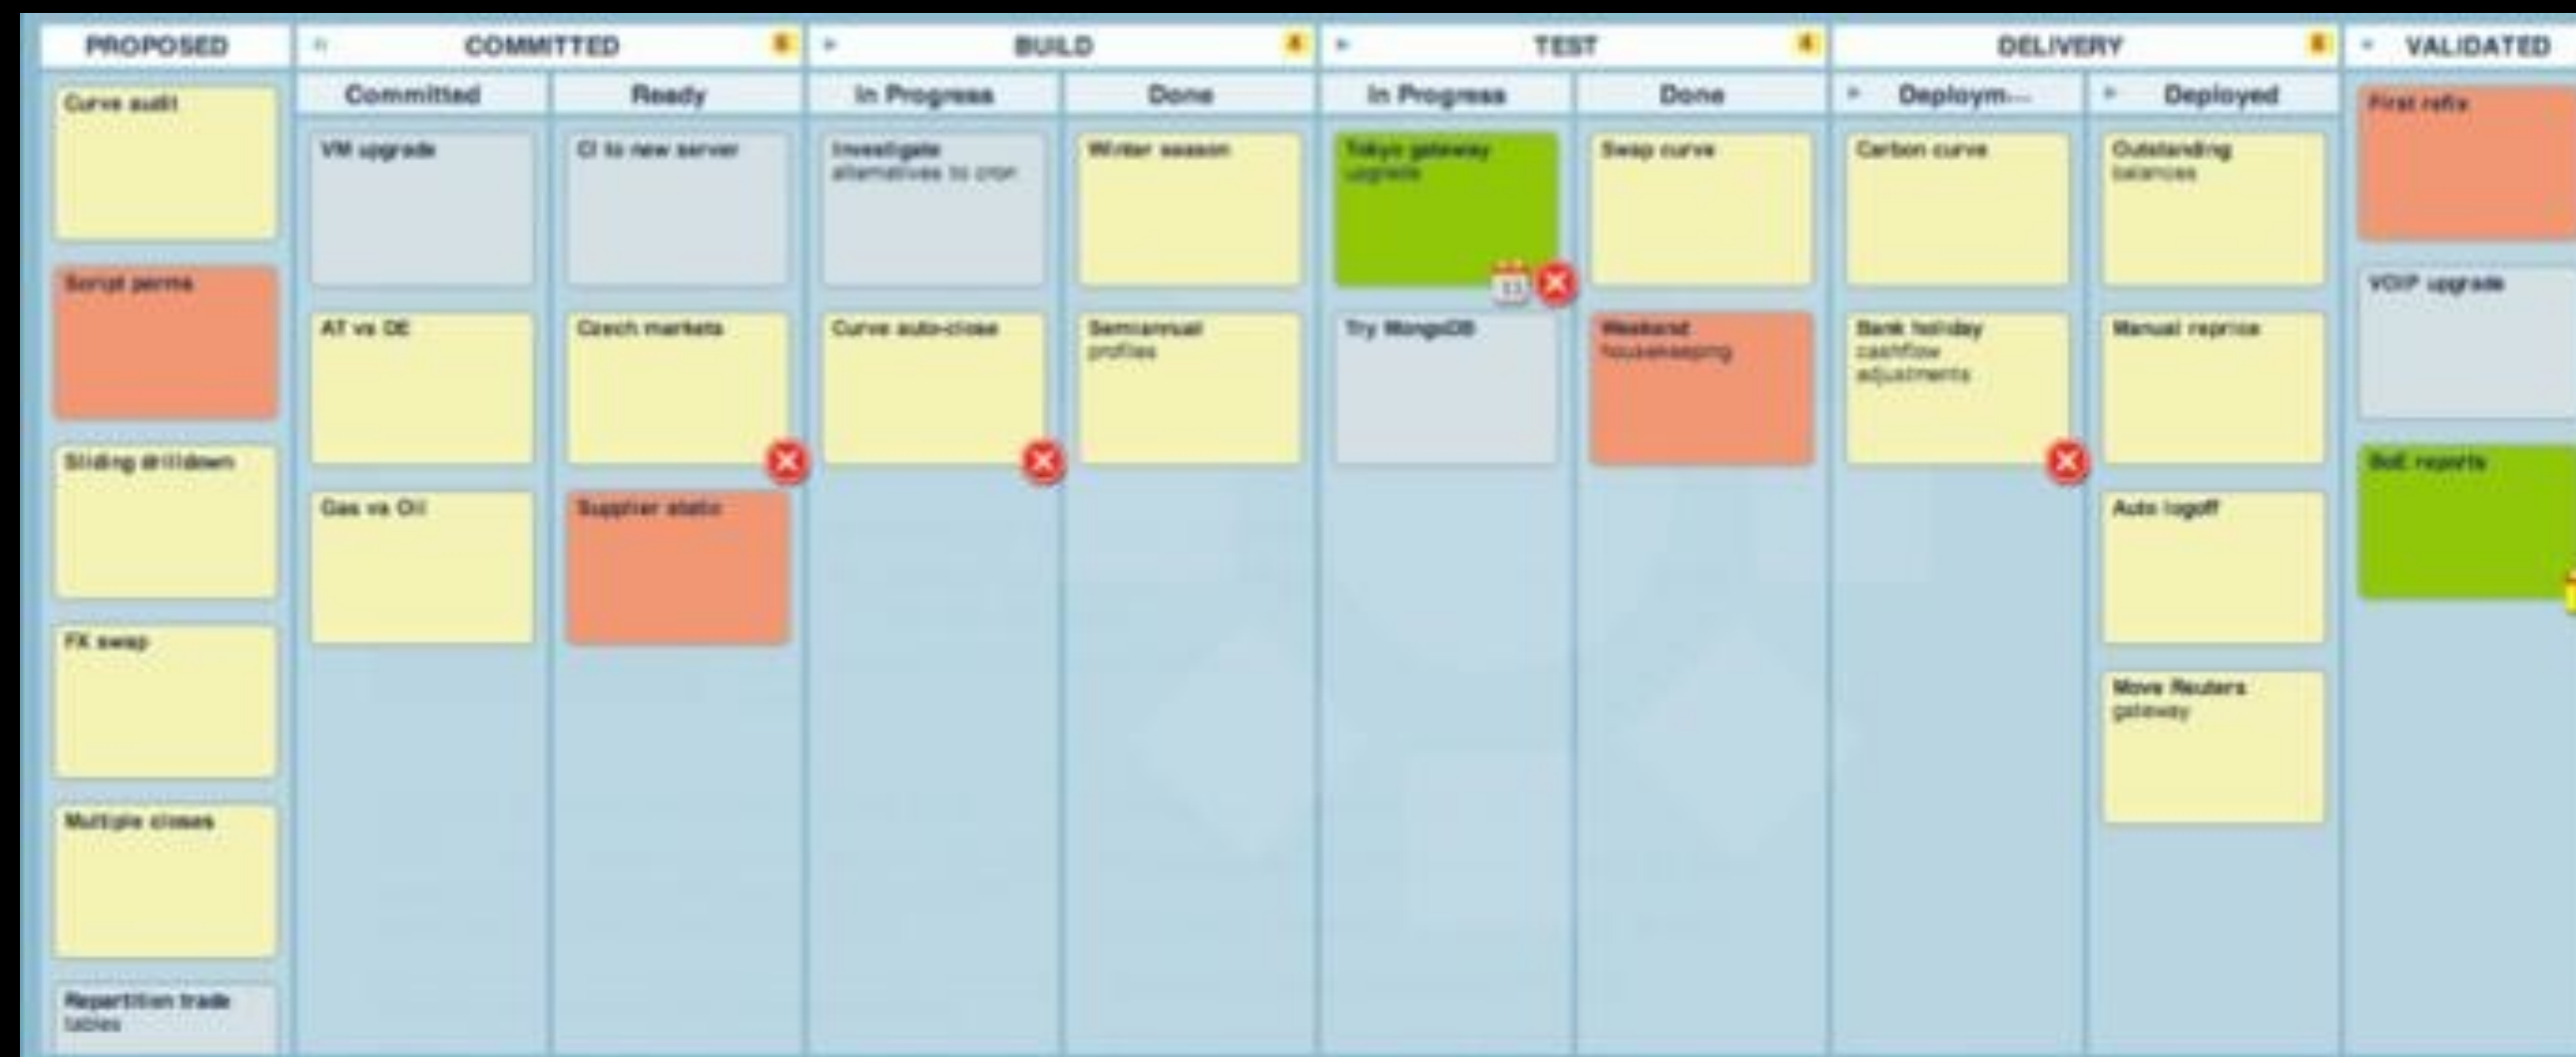 PROPOSED
COMMITTED 6
BUILD 4
TEST 4
DELIVERY 6
VALIDATED
Committed
Ready
In Progress
Done
In Progress
Done
Deploym...
Deployed
Curve audit
Script perms
Sliding drilldown
FX swap
Multiple closes
Repartition trade
tables
VM upgrade
AT vs DE
Gas vs Oil
CI to new server
Czech markets
Supplier static
Investigate
alternatives to cron
Curve auto-close
Winter season
Semiannual
profiles
Tokyo gateway
upgrade
Try MongoDB
Swap curve
Weekend
housekeeping
Carbon curve
Bank holiday
cashflow
adjustments
Outstanding
balances
Manual reprice
Auto logoff
Move Reuters
gateway
First refix
VOIP upgrade
BoE reports